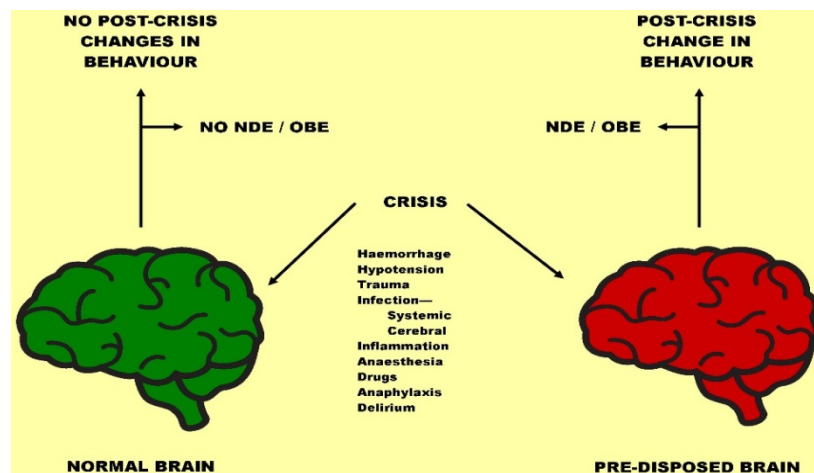 NO POST-CRISIS
CHANGES IN
BEHAVIOUR
POST-CRISIS
CHANGE IN
BEHAVIOUR
NO NDE / OBE
NDE / OBE
CRISIS
Haemorrhage
Hypotension
Trauma
Infection—
Systemic
Cerebral
Inflammation
Anaesthesia
Drugs
Anaphylaxis
Delirium
NORMAL BRAIN
PRE-DISPOSED BRAIN